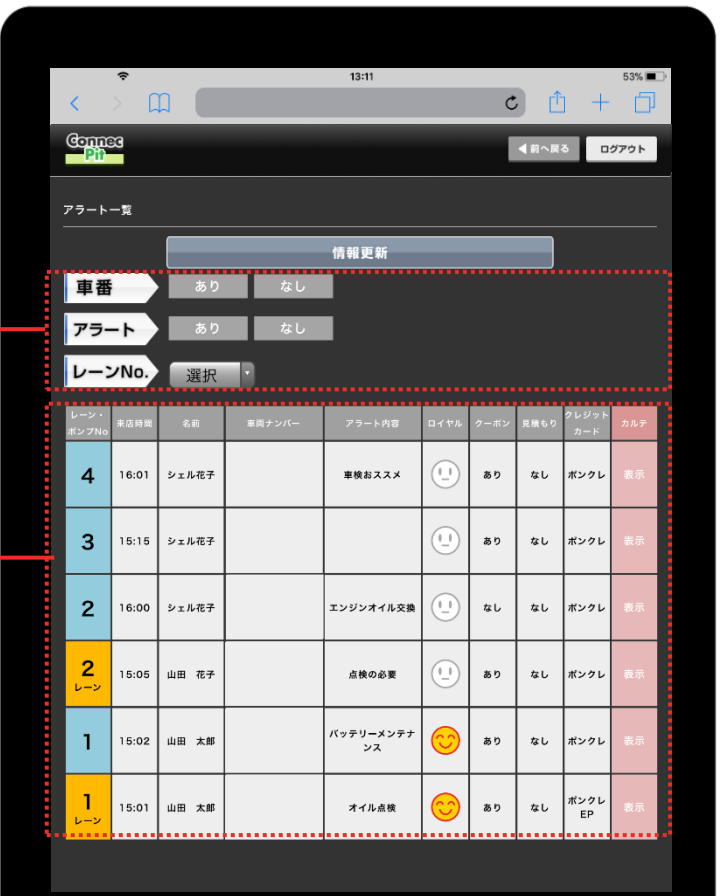 13:11
53%
Connec
Pit
前へ戻る
ログアウト
アラート一覧
情報更新
車番 あり なし
アラート あり なし
レーンNo. 選択
レーン・ポンプNo 来店時間 名前 車両ナンバー アラート内容 ロイヤル クーポン 見積もり クレジットカード カルテ
4 16:01 シェル花子 車検おススメ あり なし ポンクレ 表示
3 15:15 シェル花子 あり なし ポンクレ 表示
2 16:00 シェル花子 エンジンオイル交換 なし なし ポンクレ 表示
2 レーン 15:05 山田　花子 点検の必要 あり なし ポンクレ 表示
1 15:02 山田　太郎 バッテリーメンテナンス あり なし ポンクレ 表示
1 レーン 15:01 山田　太郎 オイル点検 あり なし ポンクレEP 表示